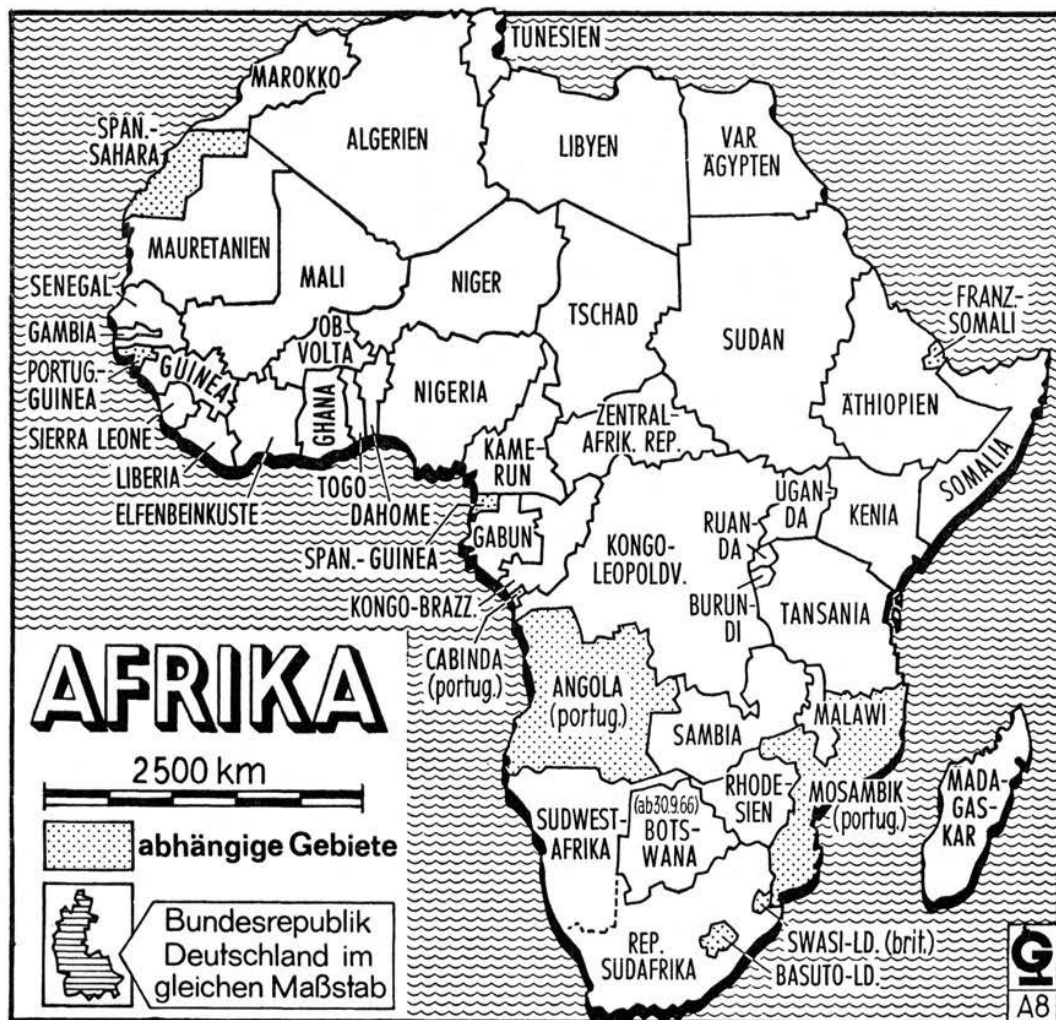 TUNESIEN
MAROKKO
SPAN.-
SAHARA
ALGERIEN
LIBYEN
VAR
ÄGYPTEN
MAURETANIEN
MALI
NIGER
TSCHAD
SUDAN
FRANZ.-
SOMALI
SENEGAL
GAMBIA
PORTUG.-
GUINEA
GUINEA
SIERRA LEONE
LIBERIA
ELFENBEINKUSTE
OB.-
VOLTA
GHANA
TOGO
DAHOME
NIGERIA
KAME-
RUN
ZENTRAL-
AFRIK. REP.
ÄTHIOPIEN
SOMALIA
SPAN.-GUINEA
GABUN
KONGO-BRAZZ.
CABINDA
(portug.)
KONGO-
LEOPOLDV.
UGAN-
DA
KENIA
RUAN-
DA
BURUN-
DI
TANSANIA
ANGOLA
(portug.)
SAMBIA
MALAWI
MOSAMBIK
(portug.)
RHODE-
SIEN
MADA-
GAS-
KAR
SUDWEST-
AFRIKA
(ab 30.9.66)
BOTS-
WANA
REP.
SUDAFRIKA
SWASI-LD. (brit.)
BASUTO-LD.
AFRIKA
2500 km
abhängige Gebiete
Bundesrepublik
Deutschland im
gleichen Maßstab
G
A8